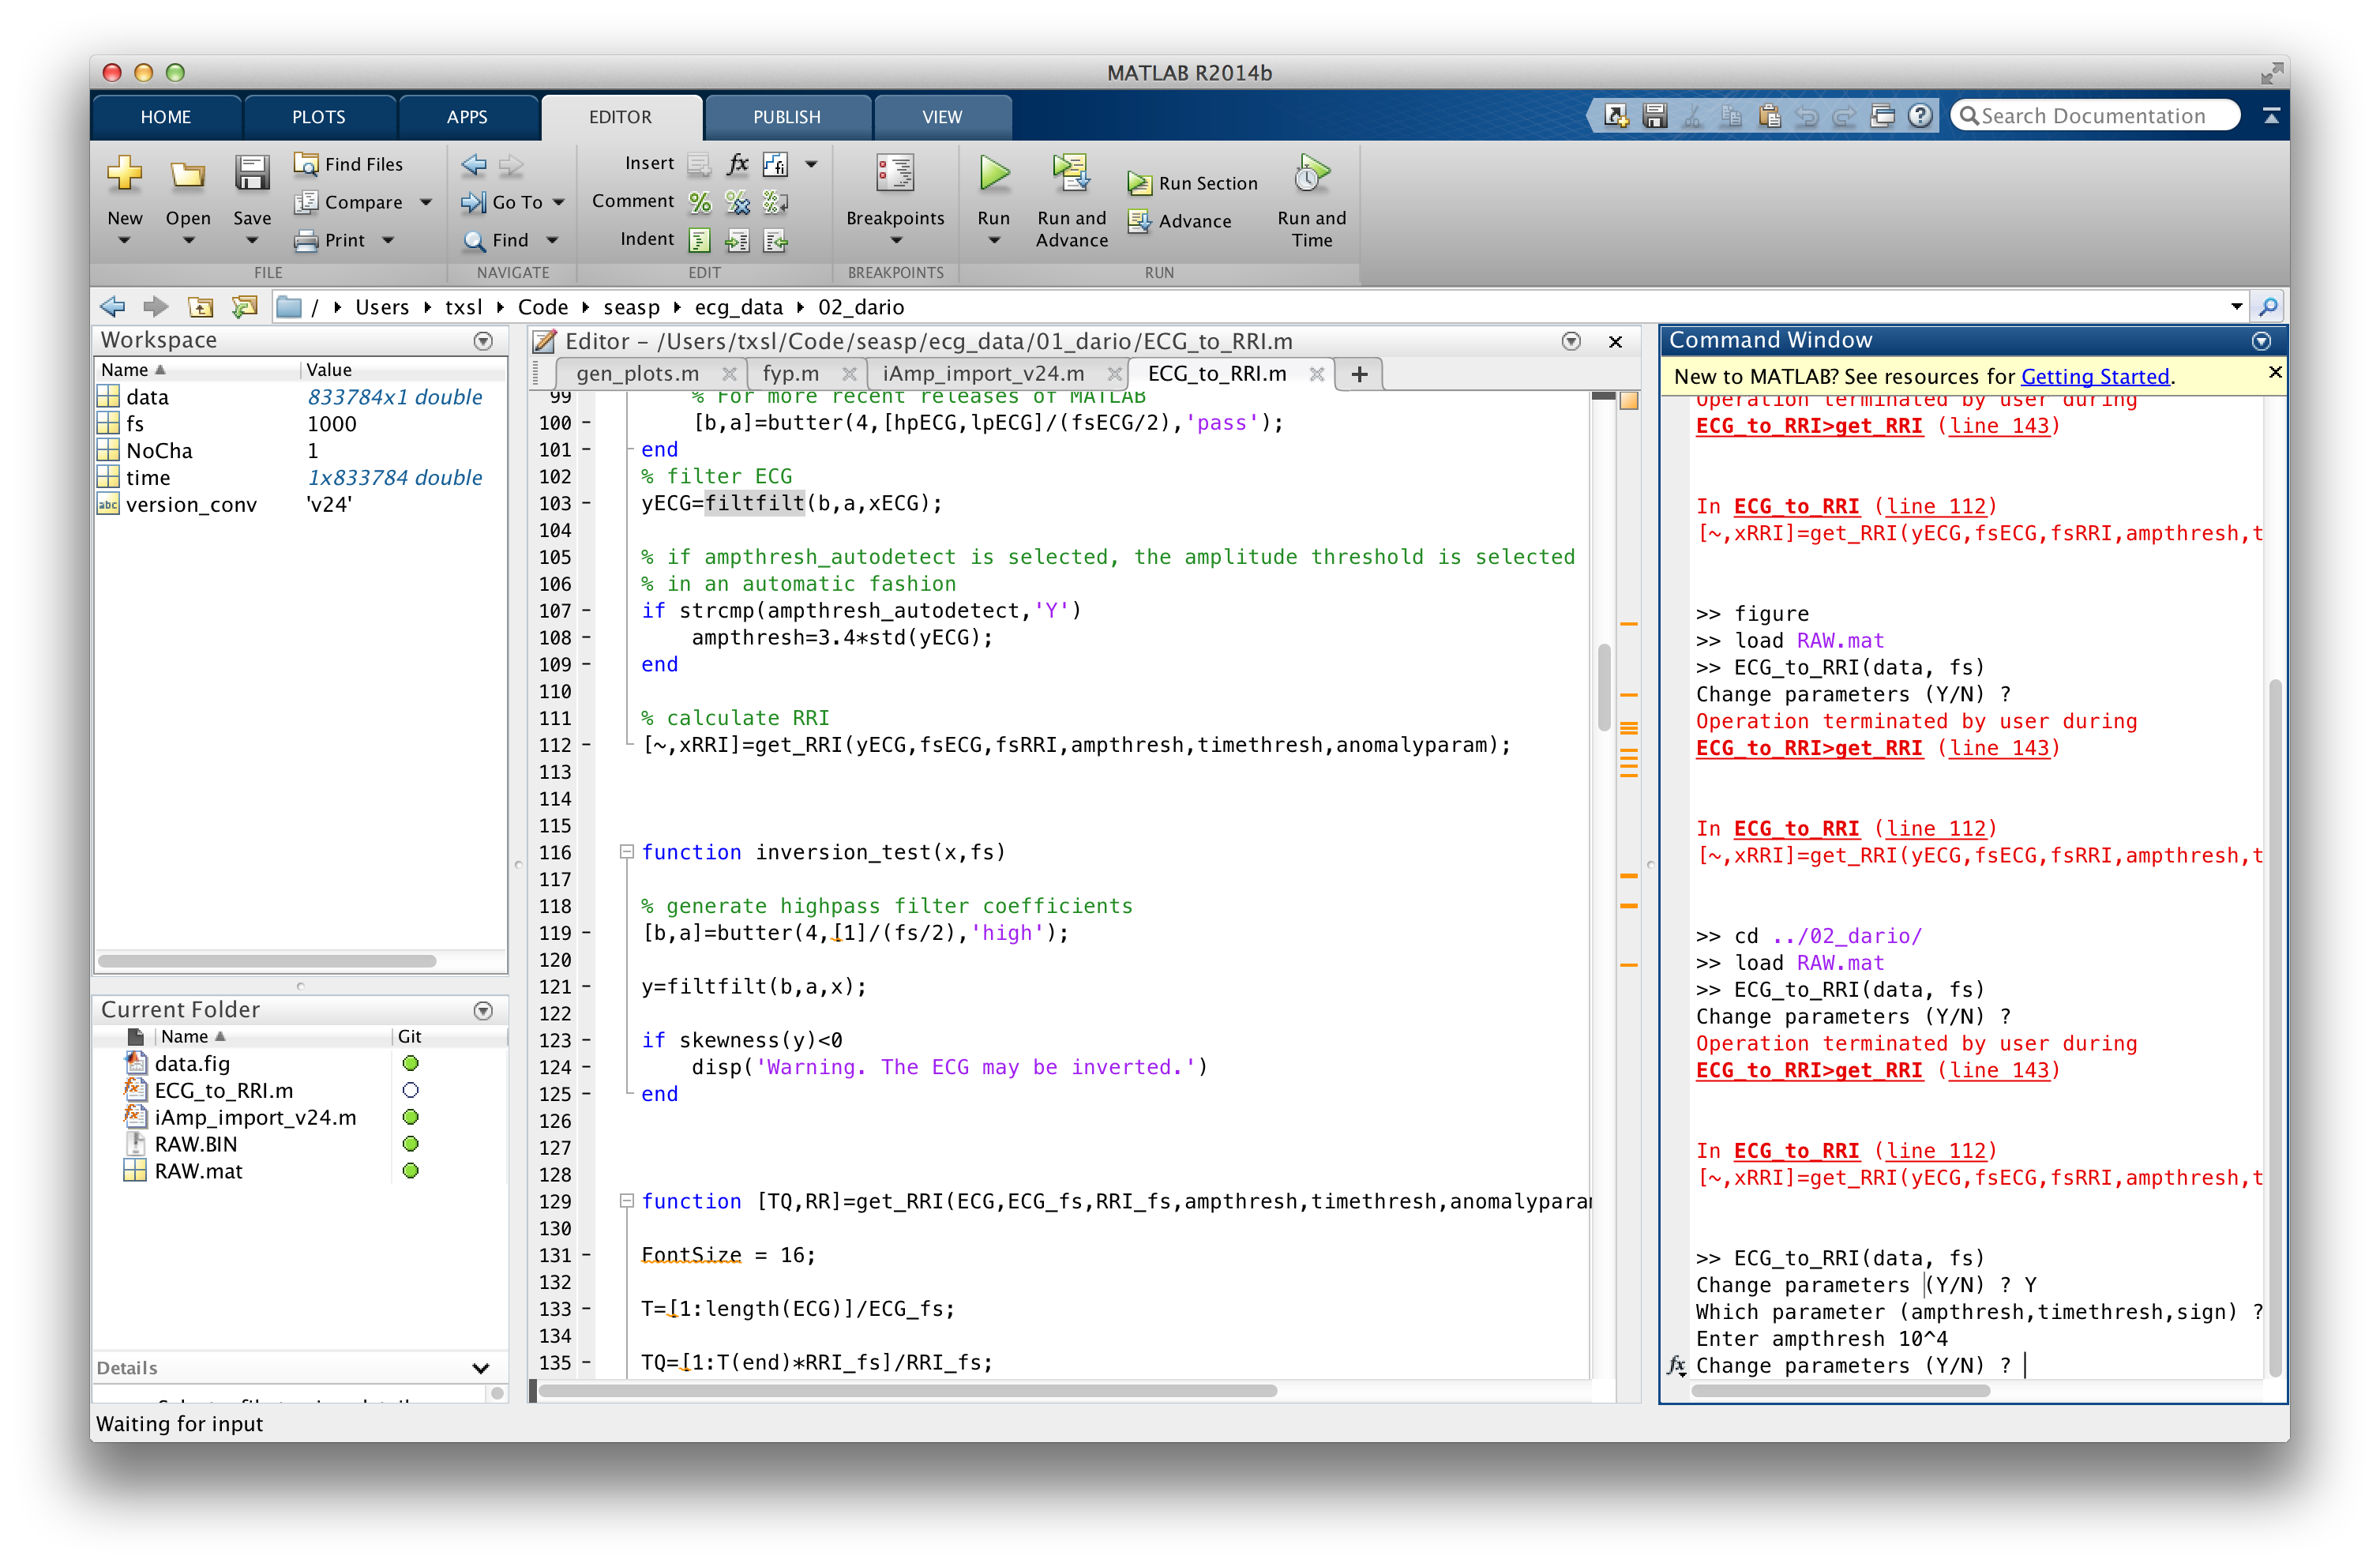 MATLAB R2014b
HOME PLOTS APPS EDITOR PUBLISH VIEW
Search Documentation
New Open Save
Find Files
Compare
Print
FILE
Go To
Find
NAVIGATE
Insert fx fi
Comment
Indent
EDIT
Breakpoints
BREAKPOINTS
Run
Run and Advance
Run Section
Advance
Run and Time
RUN
/ Users txsl Code seasp ecg_data 02_dario
Workspace
Name Value
data 833784x1 double
fs 1000
NoCha 1
time 1x833784 double
abc version_conv 'v24'
Current Folder
Name Git
data.fig
ECG_to_RRI.m
iAmp_import_v24.m
RAW.BIN
RAW.mat
Details
Waiting for input
Editor – /Users/txsl/Code/seasp/ecg_data/01_dario/ECG_to_RRI.m
gen_plots.m fyp.m iAmp_import_v24.m ECG_to_RRI.m +
99 % For more recent releases of MATLAB
100 - [b,a]=butter(4,[hpECG,lpECG]/(fsECG/2),'pass');
101 - end
102 % filter ECG
103 - yECG=filtfilt(b,a,xECG);
104
105 % if ampthresh_autodetect is selected, the amplitude threshold is selected
106 % in an automatic fashion
107 - if strcmp(ampthresh_autodetect,'Y')
108 - ampthresh=3.4*std(yECG);
109 - end
110
111 % calculate RRI
112 - [~,xRRI]=get_RRI(yECG,fsECG,fsRRI,ampthresh,timethresh,anomalyparam);
113
114
115
116 function inversion_test(x,fs)
117
118 % generate highpass filter coefficients
119 - [b,a]=butter(4,[1]/(fs/2),'high');
120
121 - y=filtfilt(b,a,x);
122
123 - if skewness(y)<0
124 - disp('Warning. The ECG may be inverted.')
125 - end
126
127
128
129 function [TQ,RR]=get_RRI(ECG,ECG_fs,RRI_fs,ampthresh,timethresh,anomalyparam
130
131 - FontSize = 16;
132
133 - T=[1:length(ECG)]/ECG_fs;
134
135 - TQ=[1:T(end)*RRI_fs]/RRI_fs;
Command Window
New to MATLAB? See resources for Getting Started.
Operation terminated by user during
ECG_to_RRI>get_RRI (line 143)
In ECG_to_RRI (line 112)
[~,xRRI]=get_RRI(yECG,fsECG,fsRRI,ampthresh,t
>> figure
>> load RAW.mat
>> ECG_to_RRI(data, fs)
Change parameters (Y/N) ?
Operation terminated by user during
ECG_to_RRI>get_RRI (line 143)
In ECG_to_RRI (line 112)
[~,xRRI]=get_RRI(yECG,fsECG,fsRRI,ampthresh,t
>> cd ../02_dario/
>> load RAW.mat
>> ECG_to_RRI(data, fs)
Change parameters (Y/N) ?
Operation terminated by user during
ECG_to_RRI>get_RRI (line 143)
In ECG_to_RRI (line 112)
[~,xRRI]=get_RRI(yECG,fsECG,fsRRI,ampthresh,t
>> ECG_to_RRI(data, fs)
Change parameters (Y/N) ? Y
Which parameter (ampthresh,timethresh,sign) ?
Enter ampthresh 10^4
fx Change parameters (Y/N) ?